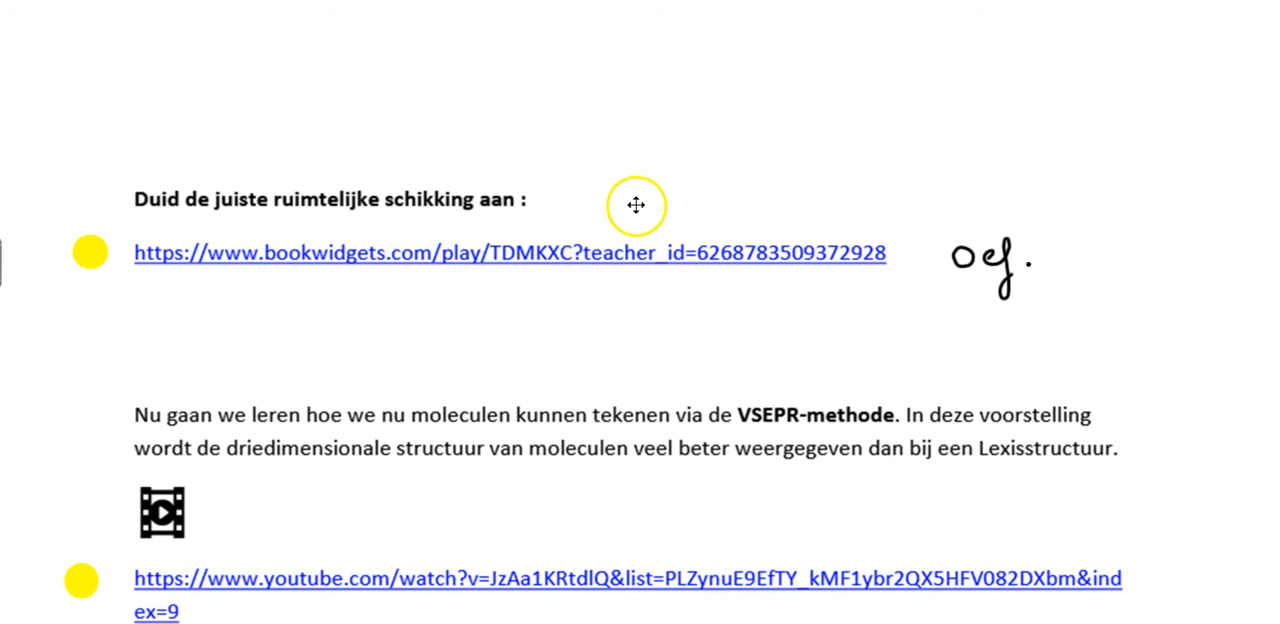 Duid de juiste ruimtelijke schikking aan :
https://www.bookwidgets.com/play/TDMKXC?teacher_id=6268783509372928 oef.
Nu gaan we leren hoe we nu moleculen kunnen tekenen via de VSEPR-methode. In deze voorstelling
wordt de driedimensionale structuur van moleculen veel beter weergegeven dan bij een Lexisstructuur.
https://www.youtube.com/watch?v=JzAa1KRtdlQ&list=PLZynuE9EfTY_kMF1ybr2QX5HFV082DXbm&ind
ex=9